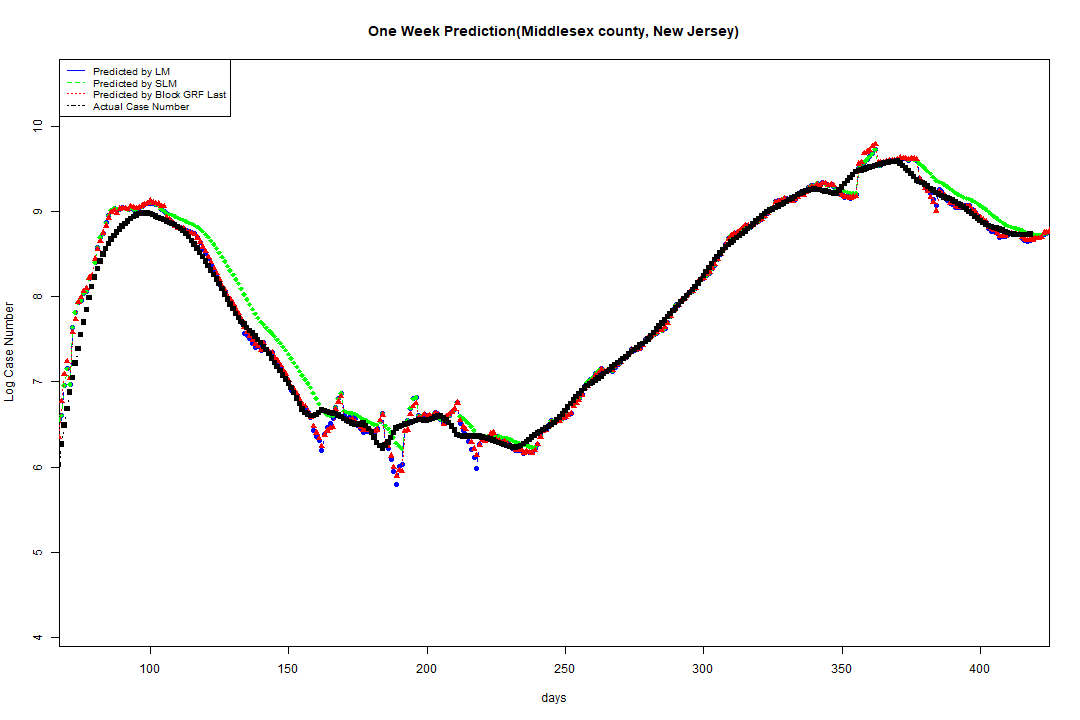 One Week Prediction(Middlesex county, New Jersey)
Predicted by LM
Predicted by SLM
Predicted by Block GRF Last
Actual Case Number
10
9
8
7
6
5
4
Log Case Number
100 150 200 250 300 350 400
days